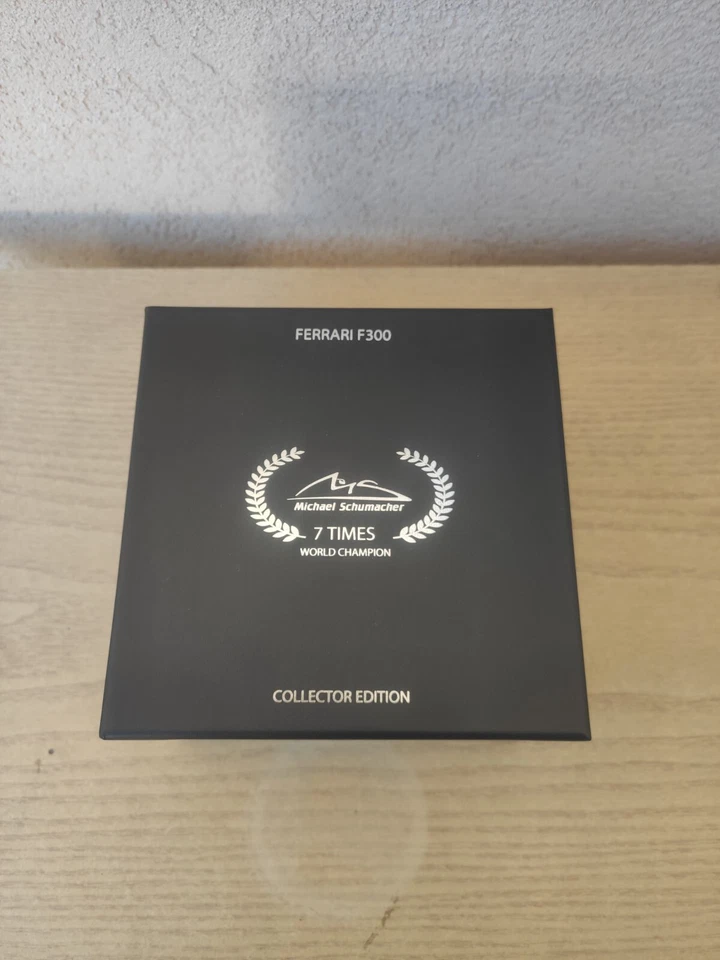 FERRARI F300
Michael Schumacher
7 TIMES
WORLD CHAMPION
COLLECTOR EDITION